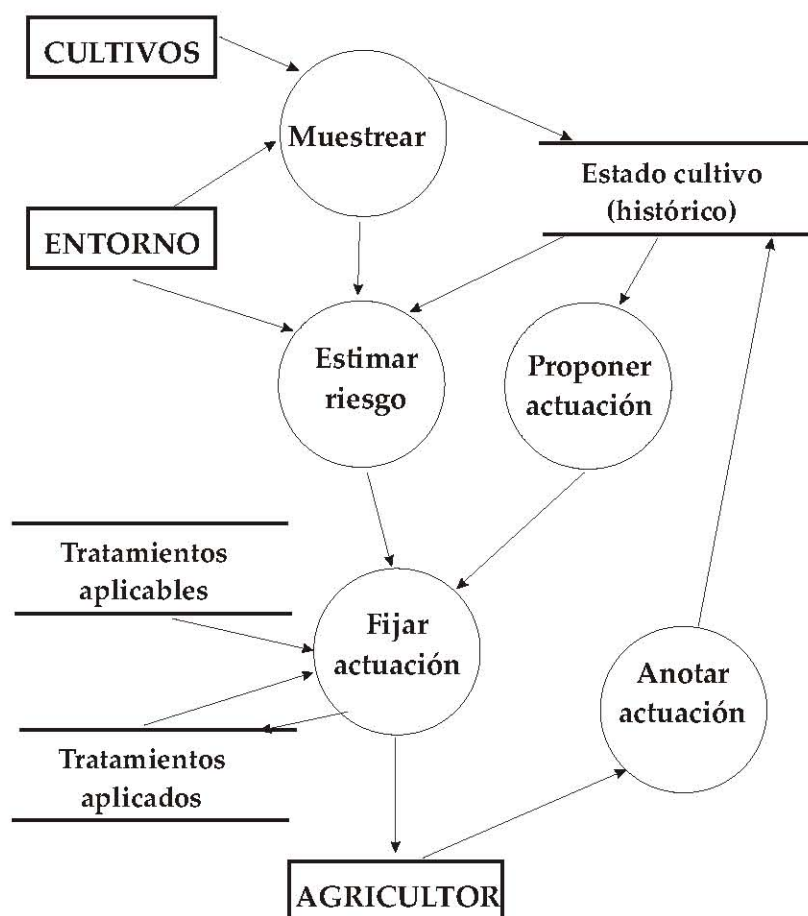 CULTIVOS
Muestrear
Estado cultivo
(histórico)
ENTORNO
Estimar
riesgo
Proponer
actuación
Tratamientos
aplicables
Fijar
actuación
Anotar
actuación
Tratamientos
aplicados
AGRICULTOR